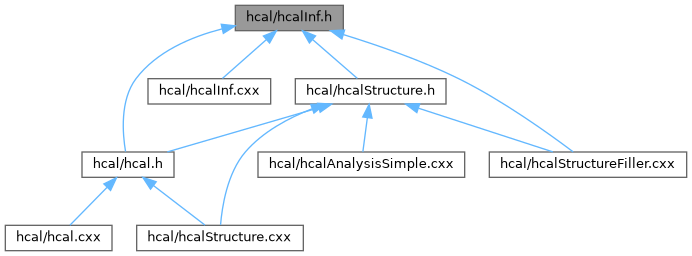 hcal/hcalInf.h
hcal/hcalInf.cxx
hcal/hcalStructure.h
hcal/hcal.h
hcal/hcalAnalysisSimple.cxx
hcal/hcalStructureFiller.cxx
hcal/hcal.cxx
hcal/hcalStructure.cxx